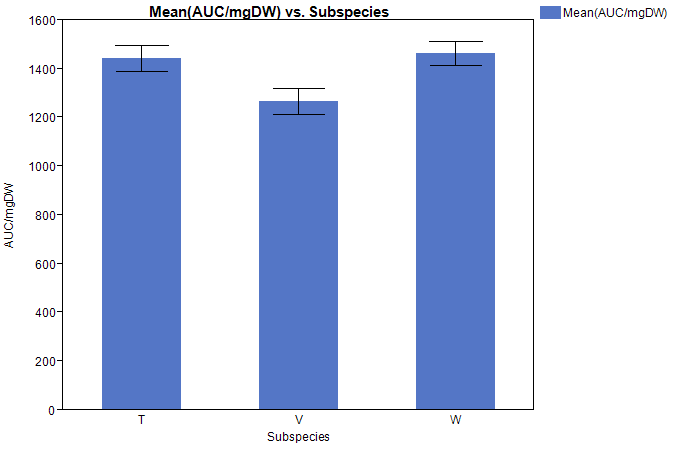 Mean(AUC/mgDW) vs. Subspecies
Mean(AUC/mgDW)
AUC/mgDW
1600
1400
1200
1000
800
600
400
200
0
T
V
W
Subspecies